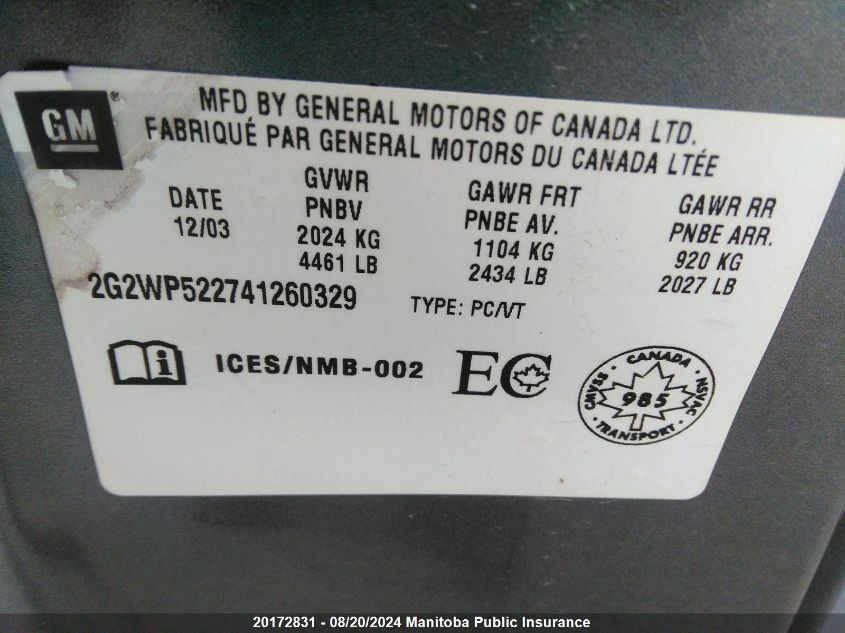 GM
MFD BY GENERAL MOTORS OF CANADA LTD.
FABRIQUÉ PAR GENERAL MOTORS DU CANADA LTÉE
DATE
12/03
GVWR
PNBV
2024 KG
4461 LB
GAWR FRT
PNBE AV.
1104 KG
2434 LB
GAWR RR
PNBE ARR.
920 KG
2027 LB
2G2WP522741260329
TYPE: PC/VT
i
ICES/NMB-002
EC
CANADA
CMVSS
985
NSVAC
TRANSPORT
20172831 - 08/20/2024 Manitoba Public Insurance